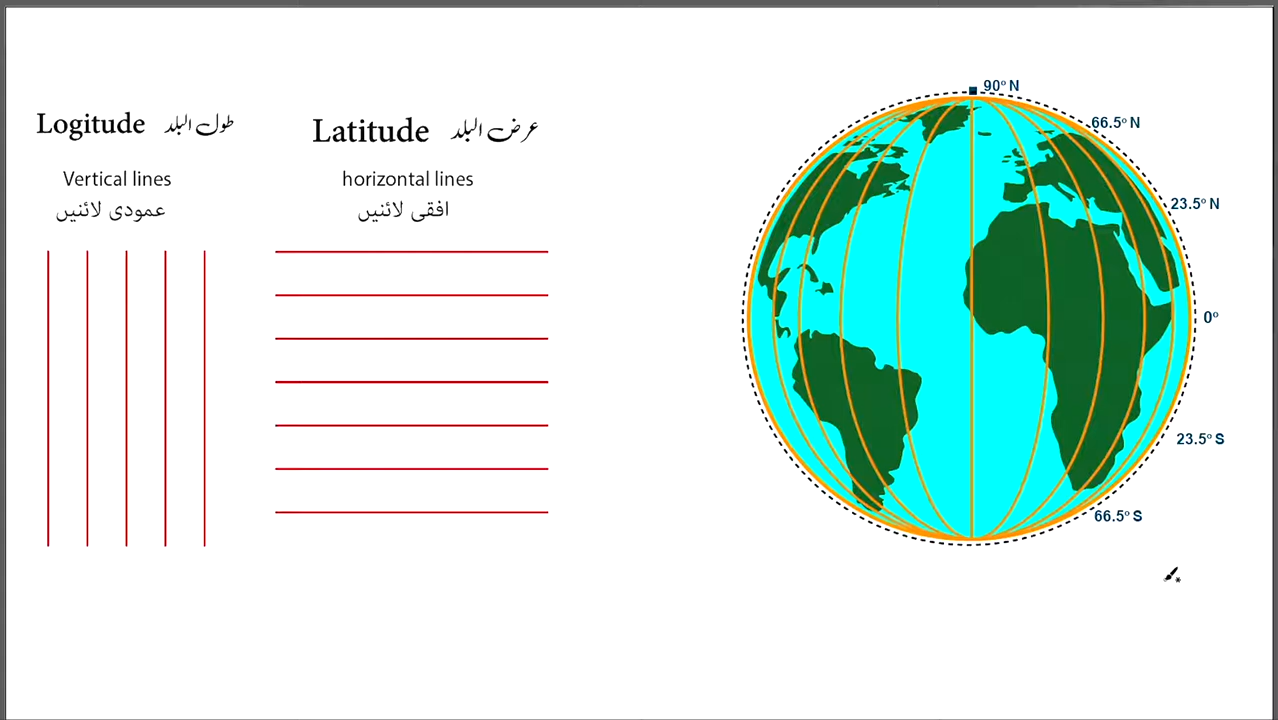 Logitude طول البلد
Vertical lines
عمودی لائنیں
Latitude عرض البلد
horizontal lines
افقی لائنیں
90° N
66.5° N
23.5° N
0°
23.5° S
66.5° S